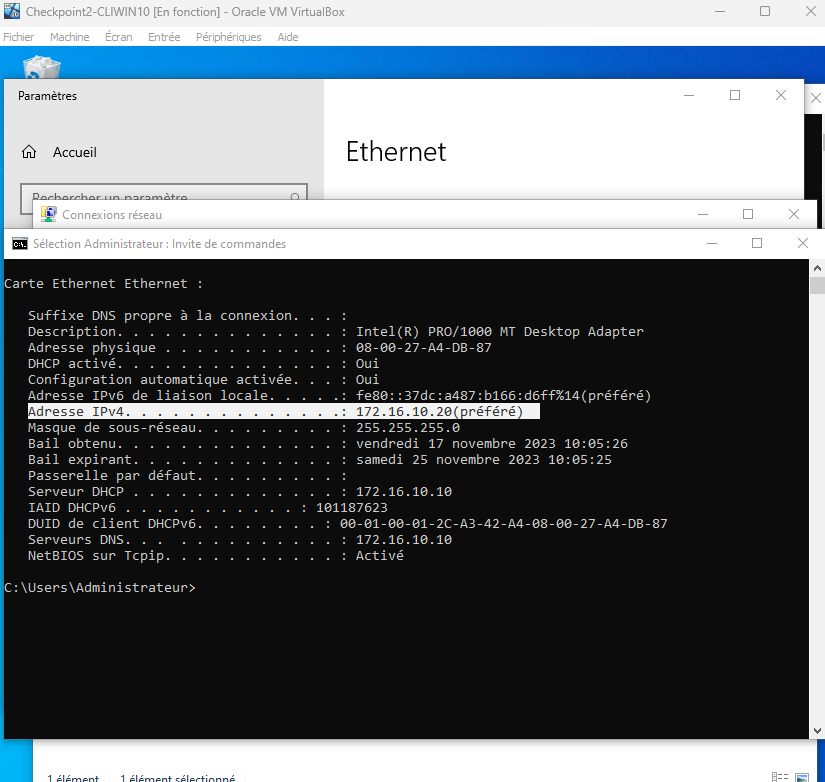 Checkpoint2-CLIWIN10 [En fonction] - Oracle VM VirtualBox
Fichier Machine Écran Entrée Périphériques Aide
Paramètres
Accueil
Ethernet
Rechercher un paramètre
Connexions réseau
Sélection Administrateur : Invite de commandes
Carte Ethernet Ethernet :
Suffixe DNS propre à la connexion. . . :
Description. . . . . . . . . . . . . . : Intel(R) PRO/1000 MT Desktop Adapter
Adresse physique . . . . . . . . . . . : 08-00-27-A4-DB-87
DHCP activé. . . . . . . . . . . . . . : Oui
Configuration automatique activée. . . : Oui
Adresse IPv6 de liaison locale. . . . .: fe80::37dc:a487:b166:d6ff%14(préféré)
Adresse IPv4. . . . . . . . . . . . . .: 172.16.10.20(préféré)
Masque de sous-réseau. . . . . . . . . : 255.255.255.0
Bail obtenu. . . . . . . . . . . . . . : vendredi 17 novembre 2023 10:05:26
Bail expirant. . . . . . . . . . . . . : samedi 25 novembre 2023 10:05:25
Passerelle par défaut. . . . . . . . . :
Serveur DHCP . . . . . . . . . . . . . : 172.16.10.10
IAID DHCPv6 . . . . . . . . . . . : 101187623
DUID de client DHCPv6. . . . . . . . : 00-01-00-01-2C-A3-42-A4-08-00-27-A4-DB-87
Serveurs DNS. . . . . . . . . . . . . : 172.16.10.10
NetBIOS sur Tcpip. . . . . . . . . . . : Activé
C:\Users\Administrateur>
1 élément 1 élément sélectionné